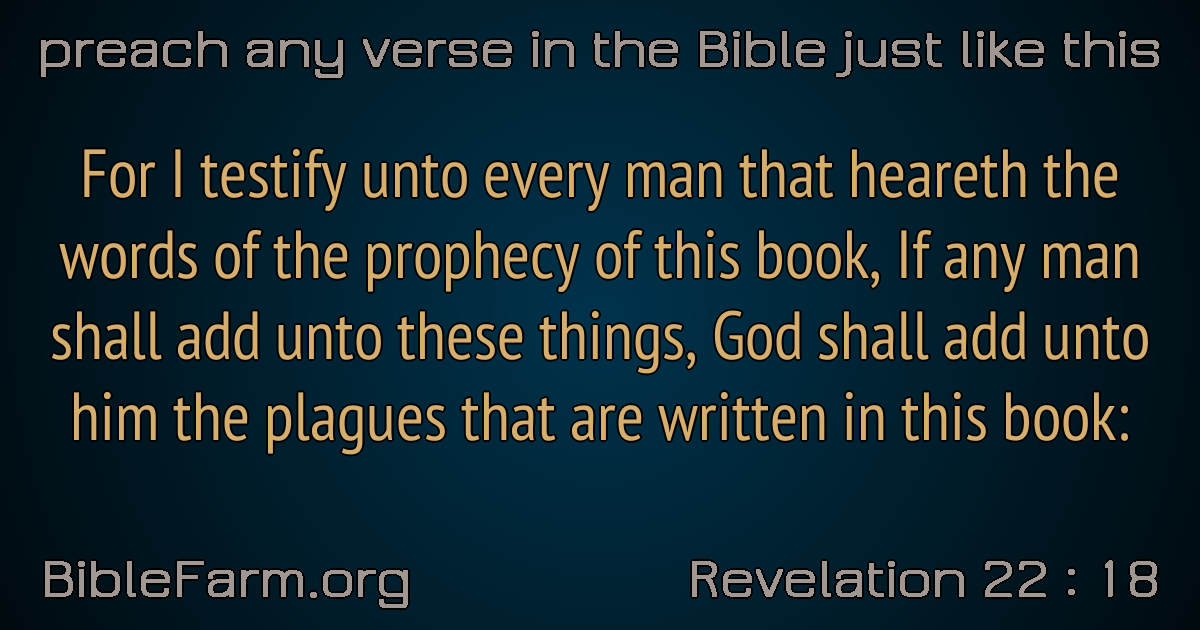 preach any verse in the Bible just like this
For I testify unto every man that heareth the
words of the prophecy of this book, If any man
shall add unto these things, God shall add unto
him the plagues that are written in this book:
BibleFarm.org
Revelation 22 : 18